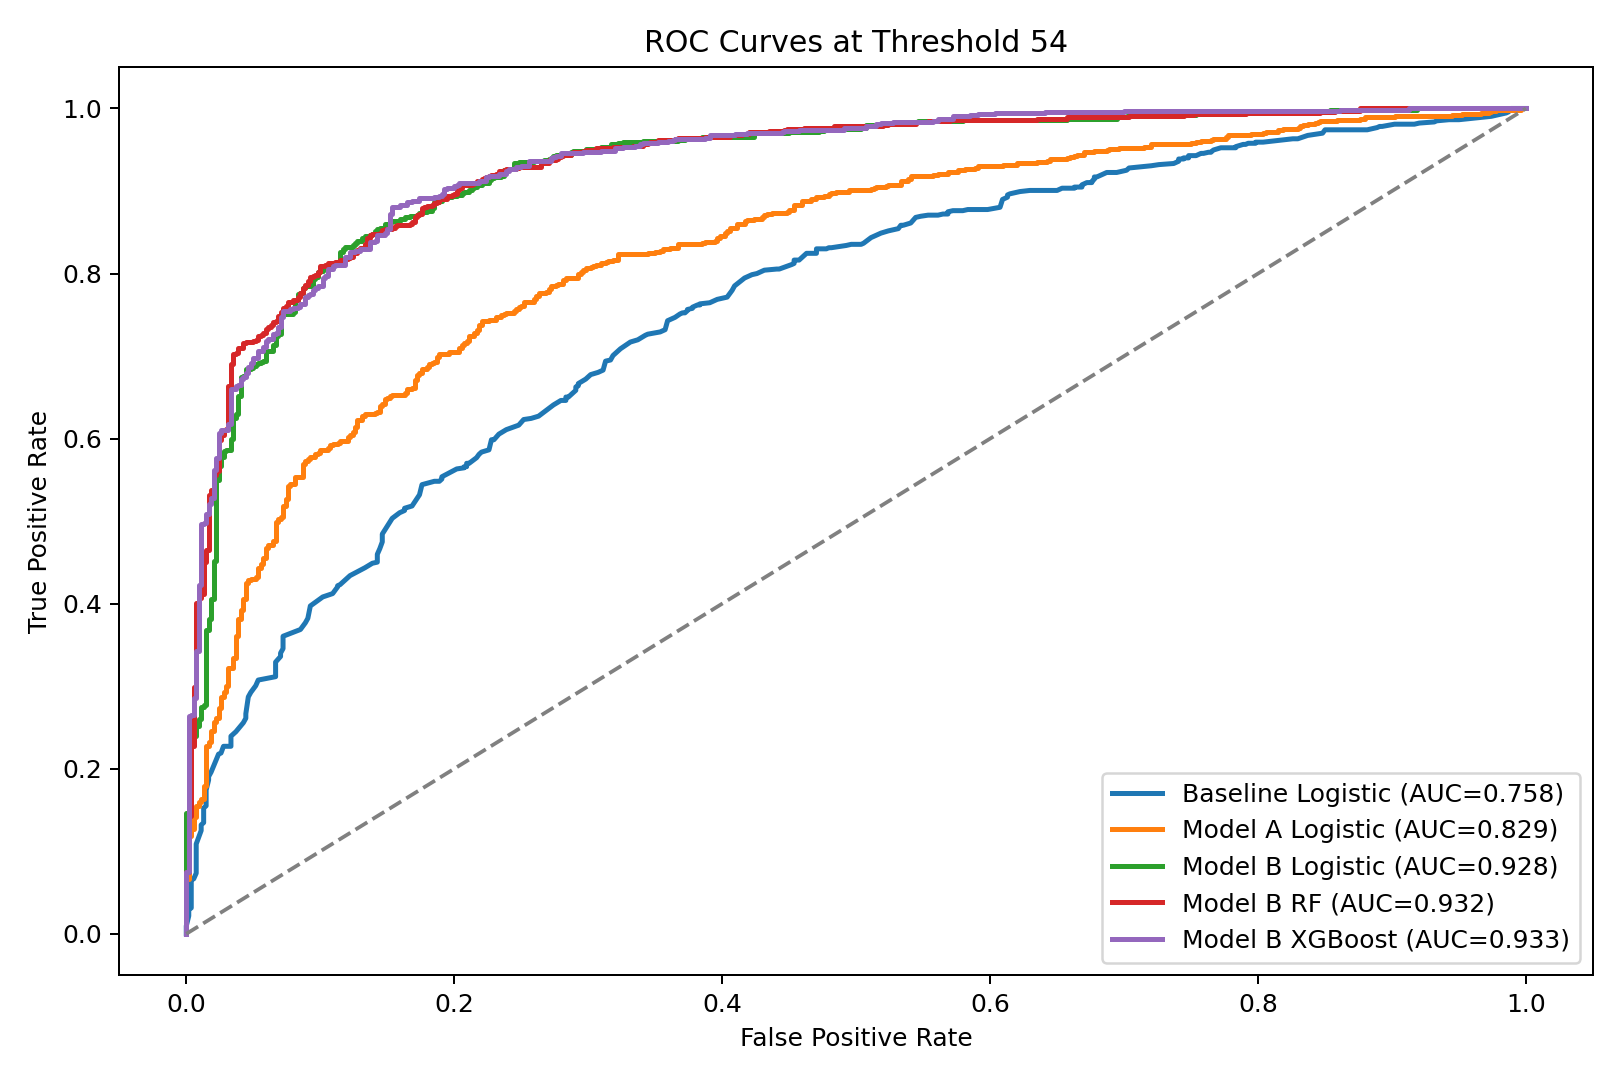 ROC Curves at Threshold 54
True Positive Rate
1.0
0.8
0.6
0.4
0.2
0.0
Baseline Logistic (AUC=0.758)
Model A Logistic (AUC=0.829)
Model B Logistic (AUC=0.928)
Model B RF (AUC=0.932)
Model B XGBoost (AUC=0.933)
0.0 0.2 0.4 0.6 0.8 1.0
False Positive Rate